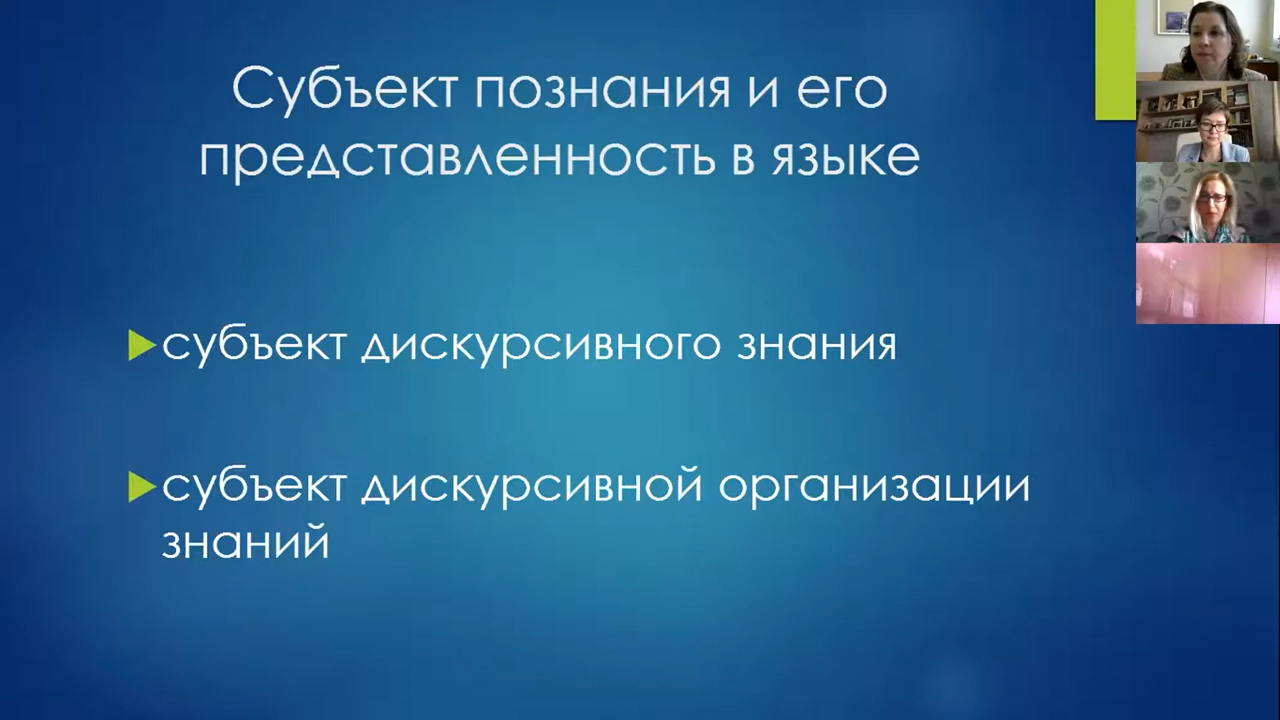 Субъект познания и его
представленность в языке
субъект дискурсивного знания
субъект дискурсивной организации
знаний